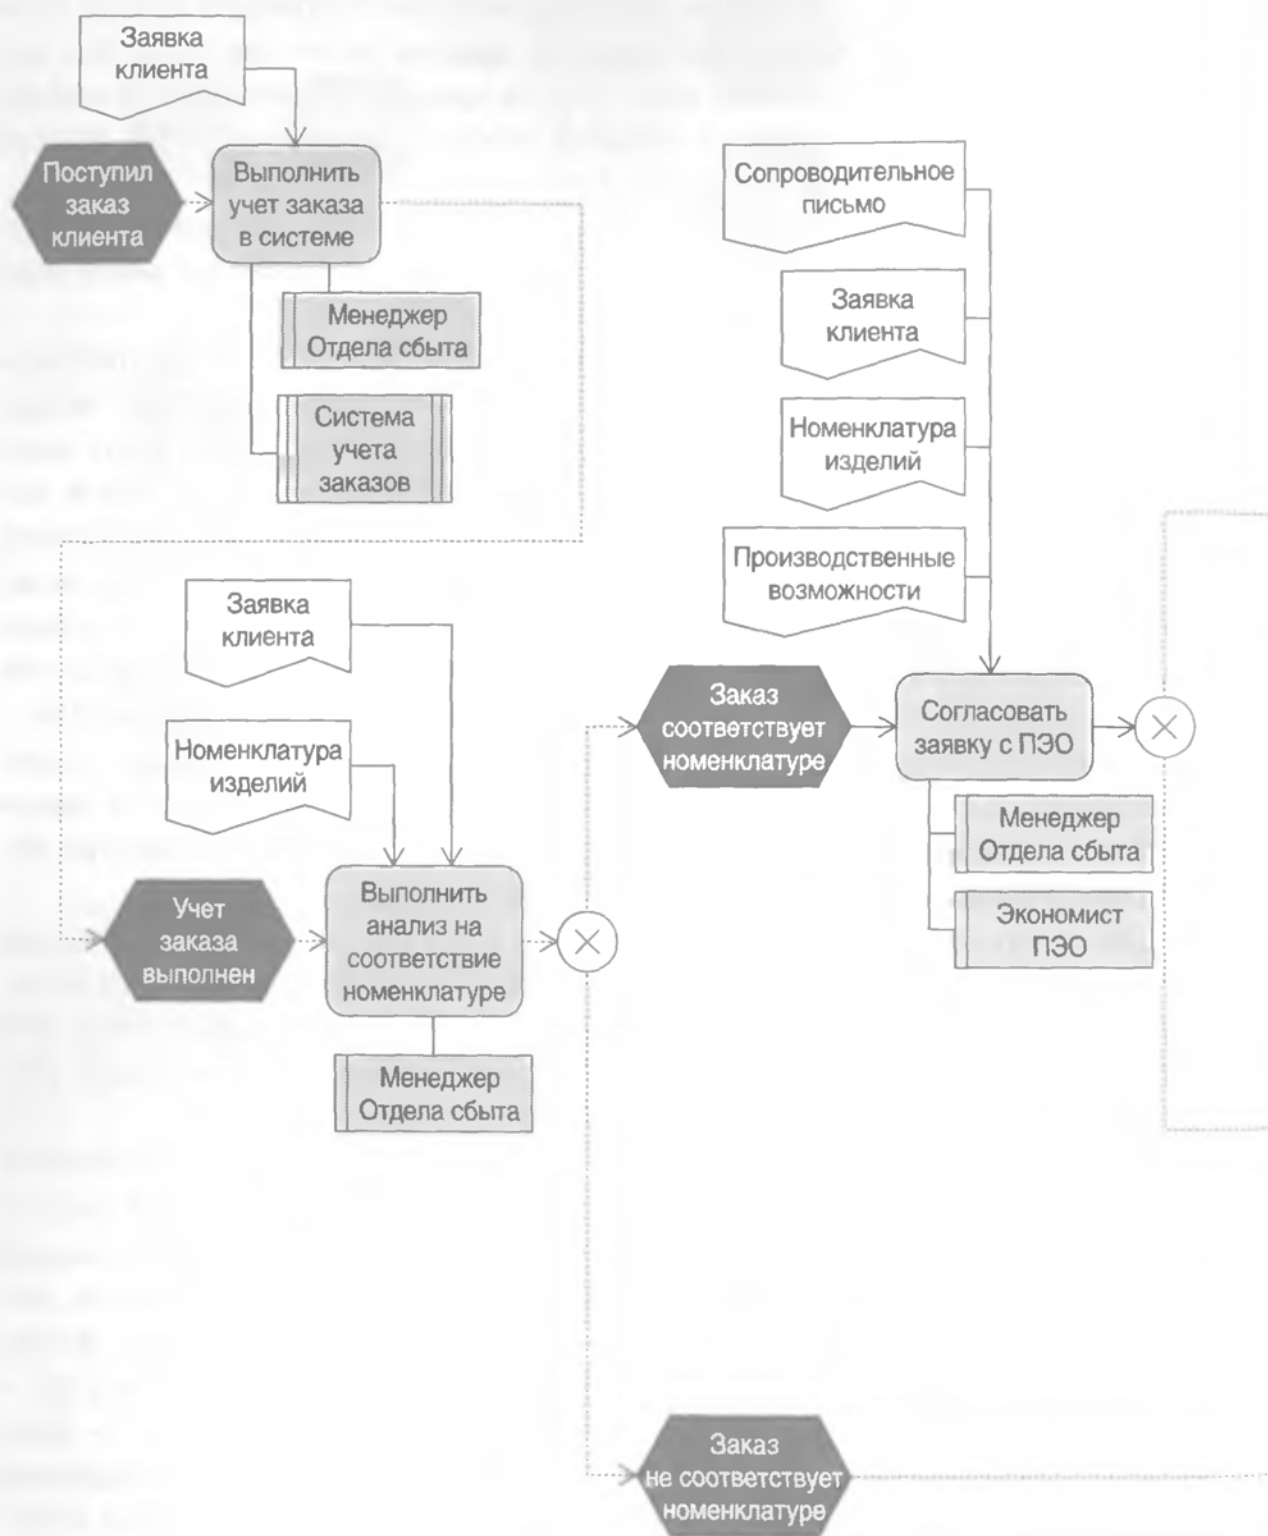 Заявка
клиента
Поступил
заказ
клиента
Выполнить
учет заказа
в системе
Менеджер
Отдела сбыта
Система
учета
заказов
Сопроводительное
письмо
Заявка
клиента
Номенклатура
изделий
Производственные
возможности
Заявка
клиента
Номенклатура
изделий
Учет
заказа
выполнен
Выполнить
анализ на
соответствие
номенклатуре
Менеджер
Отдела сбыта
Заказ
соответствует
номенклатуре
Согласовать
заявку с ПЭО
Менеджер
Отдела сбыта
Экономист
ПЭО
Заказ
не соответствует
номенклатуре